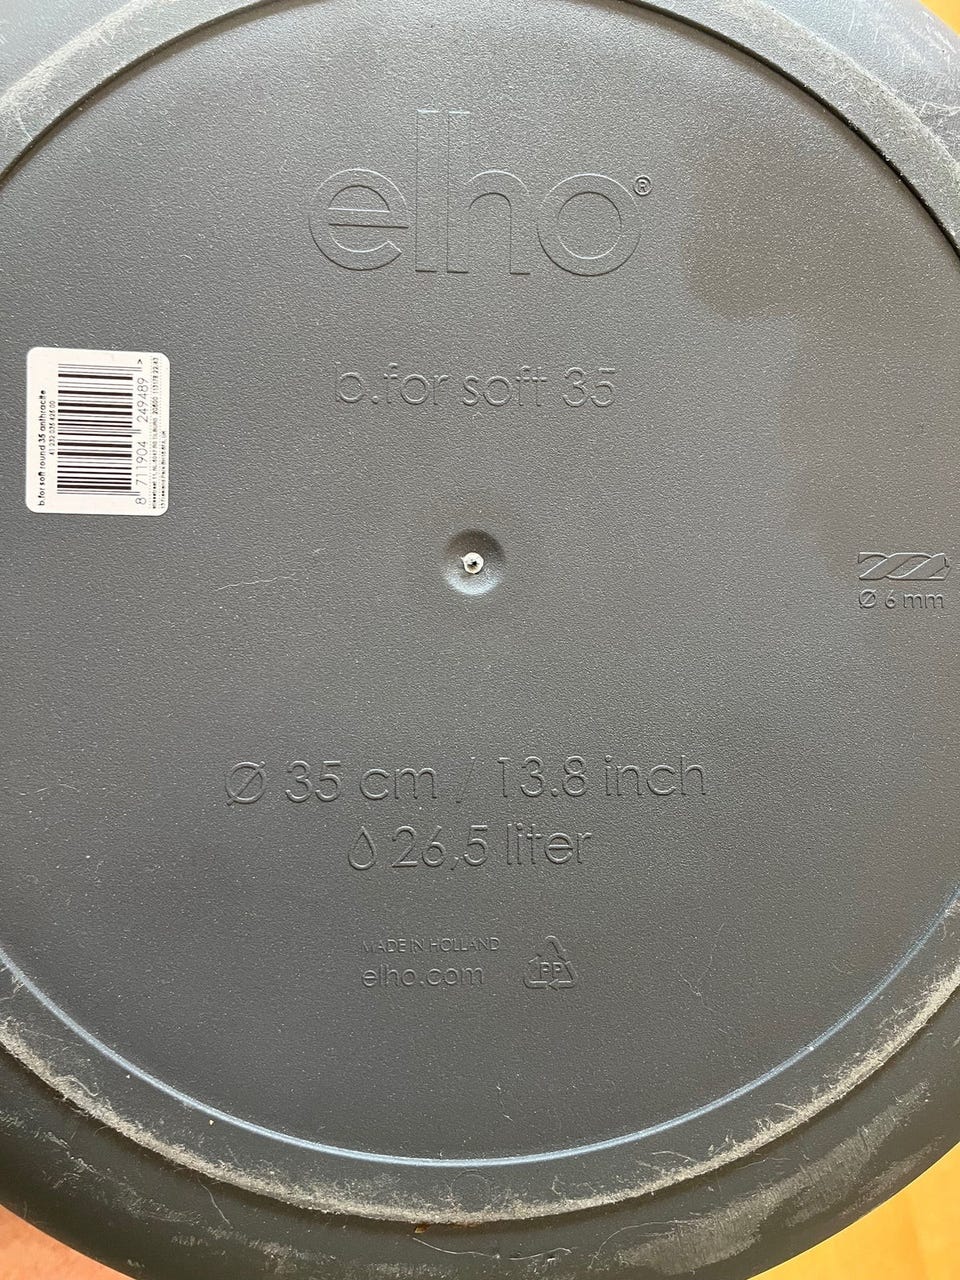 elho®
b.for soft 35
b.for soft round 35 anthracite
8 711904 249489 >
Ø 6 mm
Ø 35 cm / 13.8 inch
26,5 liter
MADE IN HOLLAND
elho.com
PP